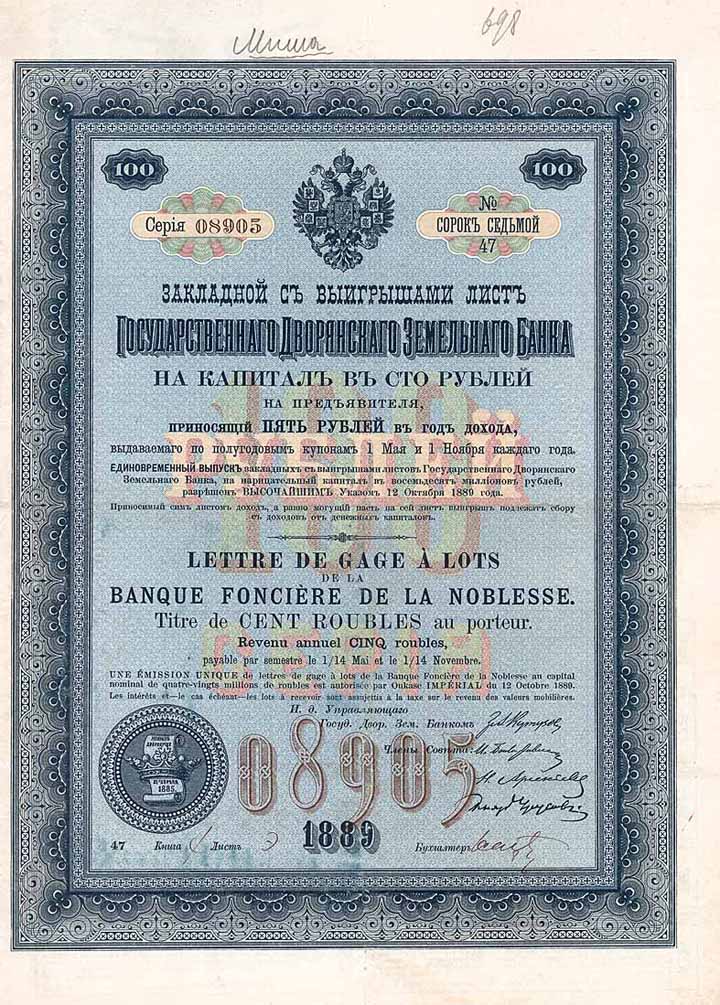 Миша
698
100
100
Серія 08905
№
СОРОКЪ СЕДЬМОЙ
47
ЗАКЛАДНОЙ СЪ ВЫИГРЫШАМИ ЛИСТЪ
ГОСУДАРСТВЕННАГО ДВОРЯНСКАГО ЗЕМЕЛЬНАГО БАНКА
НА КАПИТАЛЪ ВЪ СТО РУБЛЕЙ
НА ПРЕДЪЯВИТЕЛЯ,
ПРИНОСЯЩІЙ ПЯТЬ РУБЛЕЙ ВЪ ГОДЪ ДОХОДА,
выдаваемаго по полугодовымъ купонамъ 1 Мая и 1 Ноября каждаго года.
ЕДИНОВРЕМЕННЫЙ ВЫПУСКЪ закладныхъ съ выигрышами листовъ Государственнаго Дворянскаго
Земельнаго Банка, на нарицательный капиталъ въ восемьдесятъ милліоновъ рублей,
разрѣшенъ ВЫСОЧАЙШИМЪ Указомъ 12 Октября 1889 года.
Приносимый симъ листомъ доходъ, а равно могущій пасть на сей листъ выигрышъ подлежатъ сбору
съ доходовъ отъ денежныхъ капиталовъ.
100
РУБЛЕЙ
LETTRE DE GAGE À LOTS
DE LA
BANQUE FONCIÈRE DE LA NOBLESSE.
Titre de CENT ROUBLES au porteur.
Revenu annuel CINQ roubles,
payable par semestre le 1/14 Mai et le 1/14 Novembre.
UNE ÉMISSION UNIQUE de lettres de gage à lots de la Banque Foncière de la Noblesse au capital
nominal de quatre-vingts millions de roubles est autorisée par Oukase IMPÉRIAL du 12 Octobre 1889.
Les intérêts et—le cas échéant—les lots à recevoir sont assujettis à la taxe sur le revenu des valeurs mobilières.
И. д. Управляющаго
Госуд. Двор. Зем. Банкомъ
Члены Совѣта:
08905
1885
1889
47 Книга Листъ
Бухгалтеръ